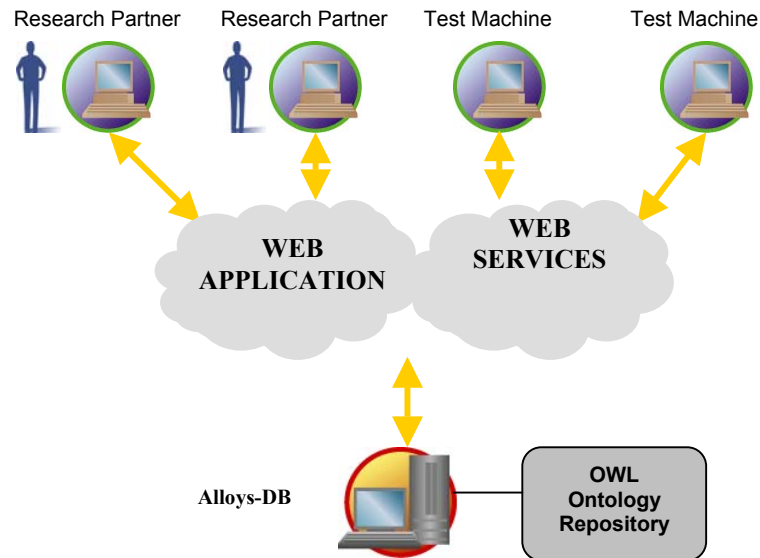 Research Partner
Research Partner
Test Machine
Test Machine
WEB
APPLICATION
WEB
SERVICES
Alloys-DB
OWL
Ontology
Repository